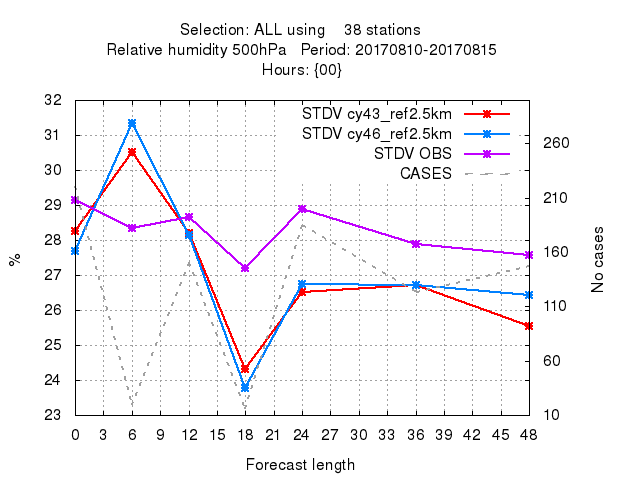 Selection: ALL using    38 stations
Relative humidity 500hPa   Period: 20170810-20170815
Hours: {00}
STDV cy43_ref2.5km
STDV cy46_ref2.5km
STDV OBS
CASES
32
31
30
29
28
27
26
25
24
23
%
260
210
160
110
60
10
No cases
0 3 6 9 12 15 18 21 24 27 30 33 36 39 42 45 48
Forecast length